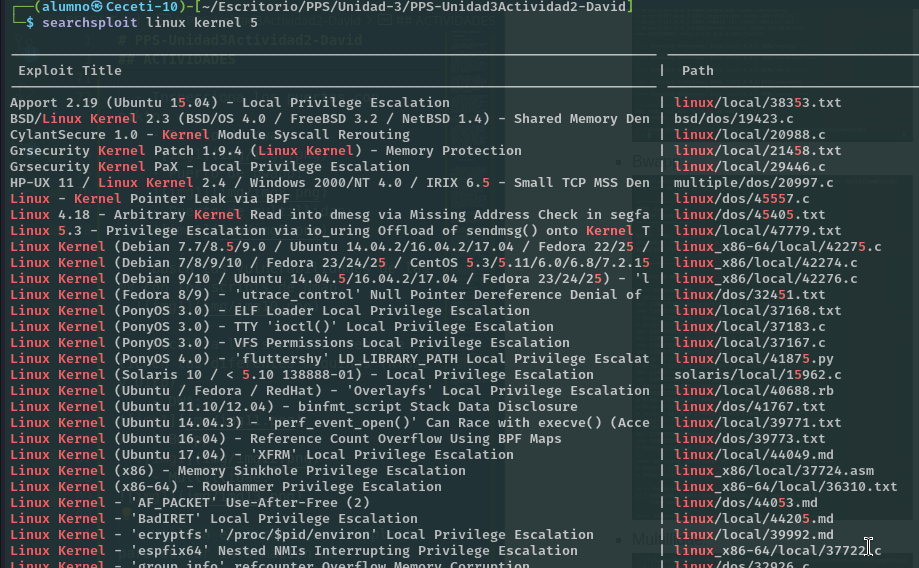 ┌──(alumno㉿Ceceti-10)-[~/Escritorio/PPS/Unidad-3/PPS-Unidad3Actividad2-David]
└─$ searchsploit linux kernel 5
# PPS-Unidad3Actividad2-David
## ACTIVIDADES
Exploit Title | Path
Apport 2.19 (Ubuntu 15.04) - Local Privilege Escalation | linux/local/38353.txt
BSD/Linux Kernel 2.3 (BSD/OS 4.0 / FreeBSD 3.2 / NetBSD 1.4) - Shared Memory Den | bsd/dos/19423.c
CylantSecure 1.0 - Kernel Module Syscall Rerouting | linux/local/20988.c
Grsecurity Kernel Patch 1.9.4 (Linux Kernel) - Memory Protection | linux/local/21458.txt
Grsecurity Kernel PaX - Local Privilege Escalation | linux/local/29446.c
HP-UX 11 / Linux Kernel 2.4 / Windows 2000/NT 4.0 / IRIX 6.5 - Small TCP MSS Den | multiple/dos/20997.c
Linux - Kernel Pointer Leak via BPF | linux/dos/45557.c
Linux 4.18 - Arbitrary Kernel Read into dmesg via Missing Address Check in segfa | linux/dos/45405.txt
Linux 5.3 - Privilege Escalation via io_uring Offload of sendmsg() onto Kernel T | linux/local/47779.txt
Linux Kernel (Debian 7.7/8.5/9.0 / Ubuntu 14.04.2/16.04.2/17.04 / Fedora 22/25 / | linux_x86-64/local/42275.c
Linux Kernel (Debian 7/8/9/10 / Fedora 23/24/25 / CentOS 5.3/5.11/6.0/6.8/7.2.15 | linux_x86/local/42274.c
Linux Kernel (Debian 9/10 / Ubuntu 14.04.5/16.04.2/17.04 / Fedora 23/24/25) - 'l | linux_x86/local/42276.c
Linux Kernel (Fedora 8/9) - 'utrace_control' Null Pointer Dereference Denial of | linux/dos/32451.txt
Linux Kernel (PonyOS 3.0) - ELF Loader Local Privilege Escalation | linux/local/37168.txt
Linux Kernel (PonyOS 3.0) - TTY 'ioctl()' Local Privilege Escalation | linux/local/37183.c
Linux Kernel (PonyOS 3.0) - VFS Permissions Local Privilege Escalation | linux/local/37167.c
Linux Kernel (PonyOS 4.0) - 'fluttershy' LD_LIBRARY_PATH Local Privilege Escalat | linux/local/41875.py
Linux Kernel (Solaris 10 / < 5.10 138888-01) - Local Privilege Escalation | solaris/local/15962.c
Linux Kernel (Ubuntu / Fedora / RedHat) - 'Overlayfs' Local Privilege Escalation | linux/local/40688.rb
Linux Kernel (Ubuntu 11.10/12.04) - binfmt_script Stack Data Disclosure | linux/dos/41767.txt
Linux Kernel (Ubuntu 14.04.3) - 'perf_event_open()' Can Race with execve() (Acce | linux/local/39771.txt
Linux Kernel (Ubuntu 16.04) - Reference Count Overflow Using BPF Maps | linux/dos/39773.txt
Linux Kernel (Ubuntu 17.04) - 'XFRM' Local Privilege Escalation | linux/local/44049.md
Linux Kernel (x86) - Memory Sinkhole Privilege Escalation | linux_x86/local/37724.asm
Linux Kernel (x86-64) - Rowhammer Privilege Escalation | linux_x86-64/local/36310.txt
Linux Kernel - 'AF_PACKET' Use-After-Free (2) | linux/dos/44053.md
Linux Kernel - 'BadIRET' Local Privilege Escalation | linux/local/44205.md
Linux Kernel - 'ecryptfs' '/proc/$pid/environ' Local Privilege Escalation | linux/local/39992.md
Linux Kernel - 'espfix64' Nested NMIs Interrupting Privilege Escalation | linux_x86-64/local/37722.c
Linux Kernel - 'group_info' refcounter Overflow Memory Corruption | linux/dos/32926.c